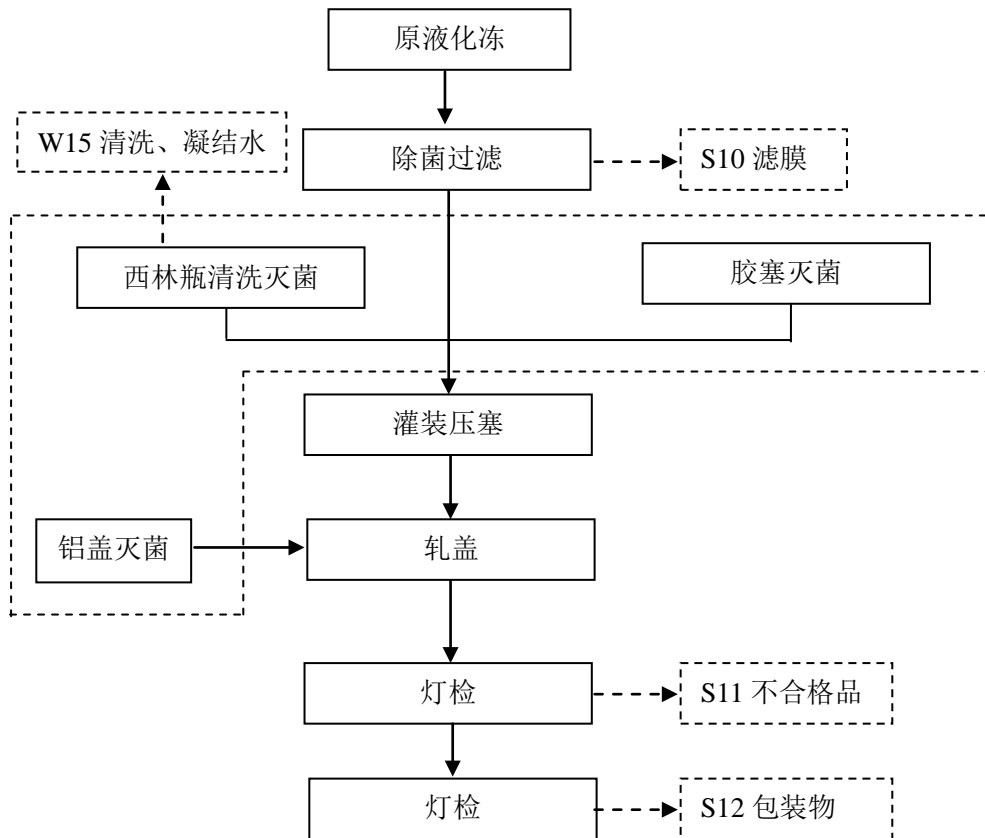 原液化冻
W15 清洗、凝结水
除菌过滤
S10 滤膜
西林瓶清洗灭菌
胶塞灭菌
灌装压塞
铝盖灭菌
轧盖
灯检
S11 不合格品
灯检
S12 包装物